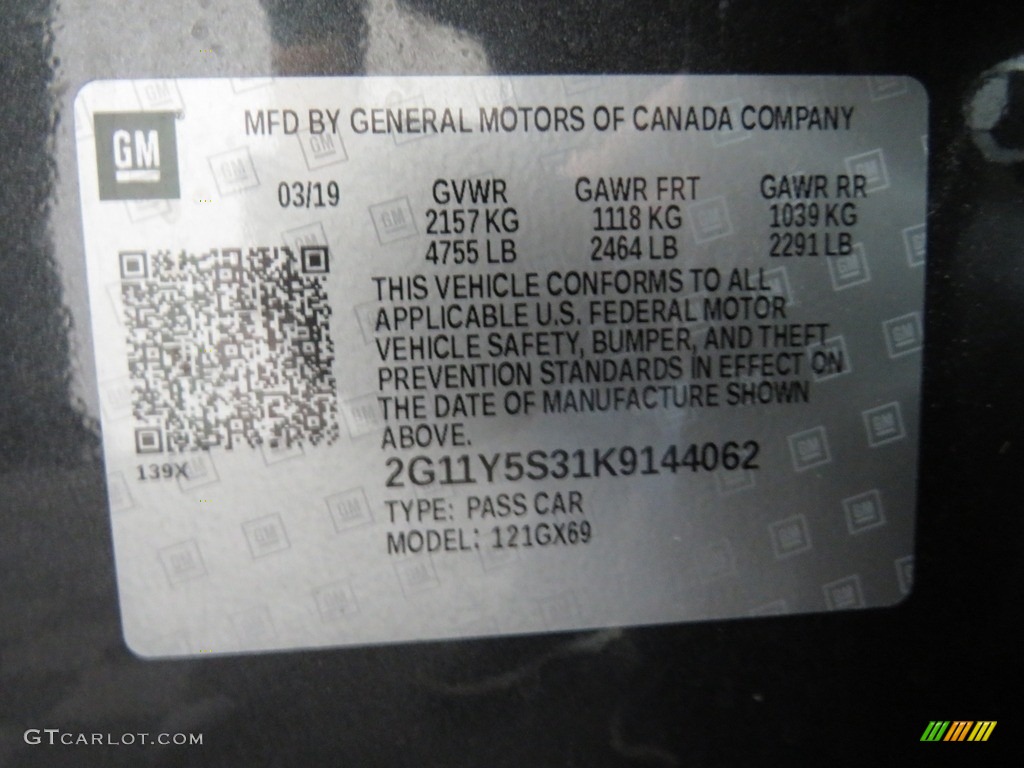 GM
MFD BY GENERAL MOTORS OF CANADA COMPANY
03/19
GVWR GAWR FRT GAWR RR
2157 KG 1118 KG 1039 KG
4755 LB 2464 LB 2291 LB
THIS VEHICLE CONFORMS TO ALL
APPLICABLE U.S. FEDERAL MOTOR
VEHICLE SAFETY, BUMPER, AND THEFT
PREVENTION STANDARDS IN EFFECT ON
THE DATE OF MANUFACTURE SHOWN
ABOVE.
139X
2G11Y5S31K9144062
TYPE: PASS CAR
MODEL: 121GX69
GTCARLOT.COM